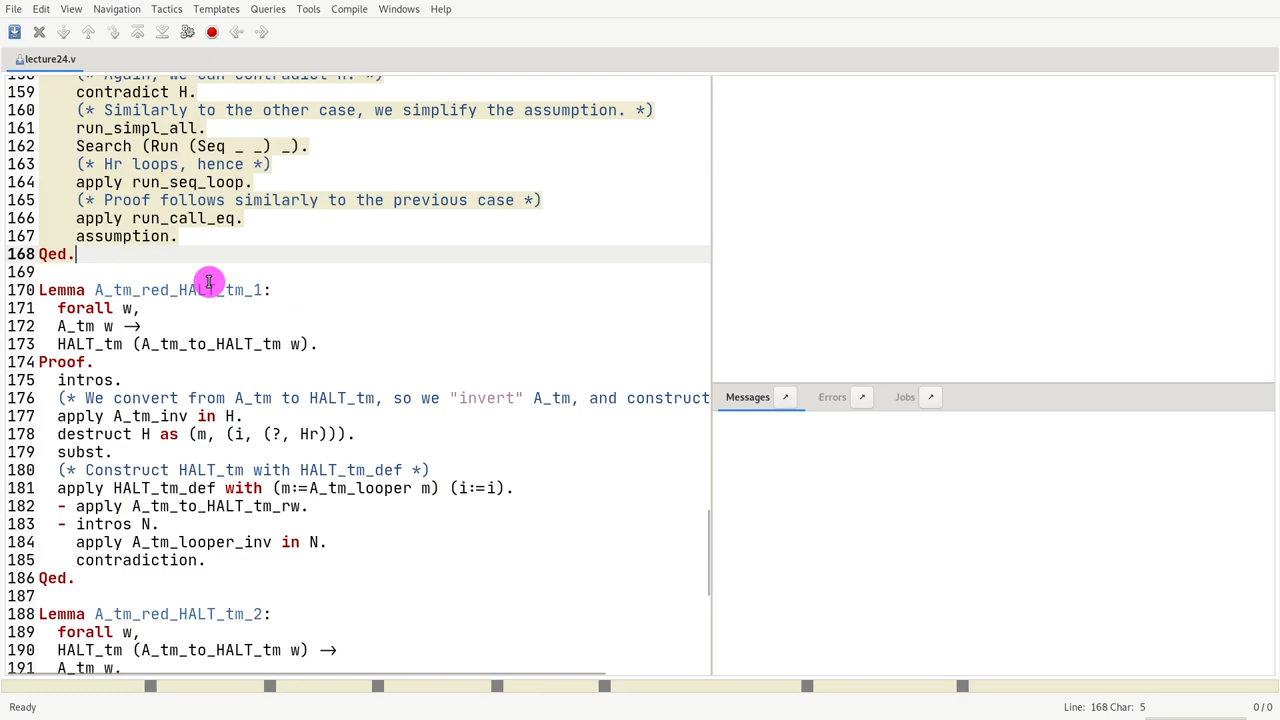 File Edit View Navigation Tactics Templates Queries Tools Compile Windows Help
lecture24.v
158 (* Again, we can contradict H. *)
159 contradict H.
160 (* Similarly to the other case, we simplify the assumption. *)
161 run_simpl_all.
162 Search (Run (Seq _ _) _).
163 (* Hr loops, hence *)
164 apply run_seq_loop.
165 (* Proof follows similarly to the previous case *)
166 apply run_call_eq.
167 assumption.
168 Qed.
169
170 Lemma A_tm_red_HALT_tm_1:
171 forall w,
172 A_tm w →
173 HALT_tm (A_tm_to_HALT_tm w).
174 Proof.
175 intros.
176 (* We convert from A_tm to HALT_tm, so we "invert" A_tm, and construct
177 apply A_tm_inv in H.
178 destruct H as (m, (i, (?, Hr))).
179 subst.
180 (* Construct HALT_tm with HALT_tm_def *)
181 apply HALT_tm_def with (m:=A_tm_looper m) (i:=i).
182 - apply A_tm_to_HALT_tm_rw.
183 - intros N.
184 apply A_tm_looper_inv in N.
185 contradiction.
186 Qed.
187
188 Lemma A_tm_red_HALT_tm_2:
189 forall w,
190 HALT_tm (A_tm_to_HALT_tm w) →
191 A_tm w.
Messages Errors Jobs
Ready Line: 168 Char: 5 0 / 0